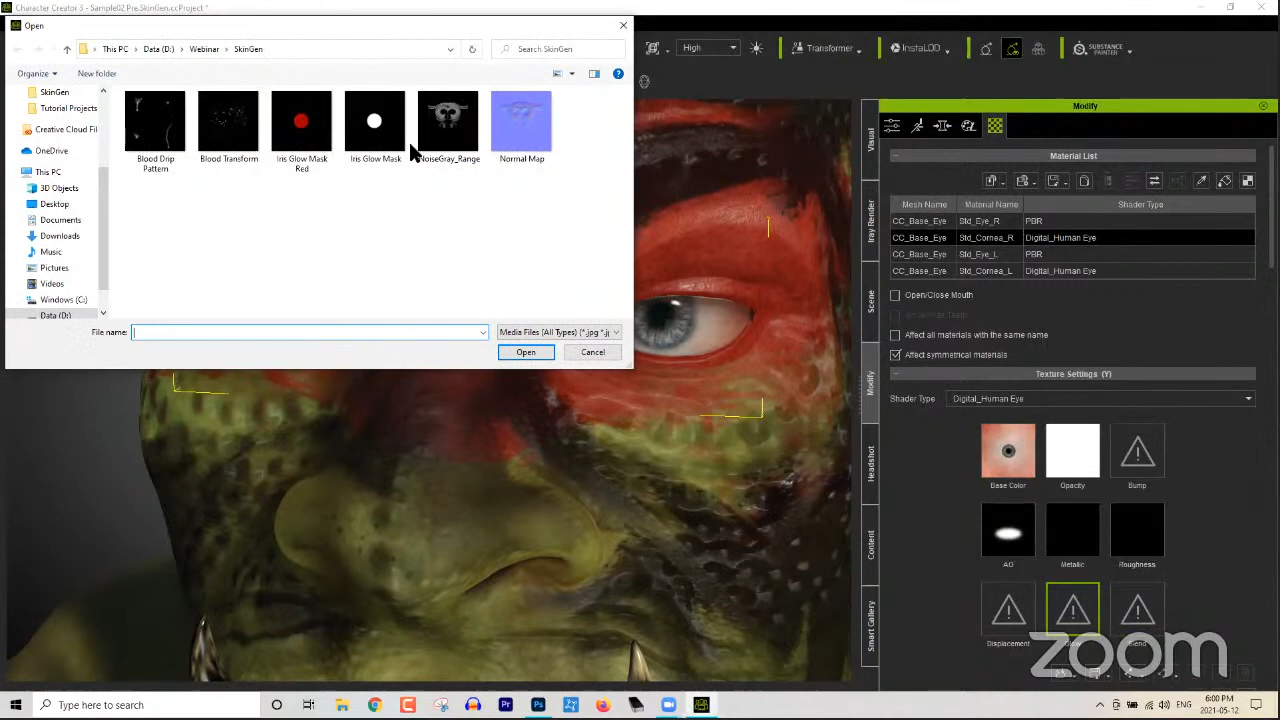 Character Creator 3 - Sample02 Pre.SkinGen.ccProject *
Open
This PC › Data (D:) › Webinar › SkinGen
Search SkinGen
Organize
New folder
SkinGen
Tutorial Projects
Creative Cloud Fil
OneDrive
This PC
3D Objects
Desktop
Documents
Downloads
Music
Pictures
Videos
Windows (C:)
Data (D:)
Blood Drip Pattern
Blood Transform
Iris Glow Mask Red
Iris Glow Mask
NoiseGray_Range
Normal Map
File name:
Media Files (All Types) (*.jpg *.j
Open
Cancel
High
Transformer
InstaLOD
SUBSTANCE PAINTER
Visual
Iray Render
Scene
Modify
Headshot
Content
Smart Gallery
Modify
Material List
Mesh Name Material Name Shader Type
CC_Base_Eye Std_Eye_R PBR
CC_Base_Eye Std_Cornea_R Digital_Human Eye
CC_Base_Eye Std_Eye_L PBR
CC_Base_Eye Std_Cornea_L Digital_Human Eye
Open/Close Mouth
Affect all materials with the same name
Affect symmetrical materials
Texture Settings (Y)
Shader Type Digital_Human Eye
Base Color Opacity Bump
AO Metallic Roughness
Displacement Glow Blend
zoom
Type here to search
ENG
6:00 PM
2021-05-12